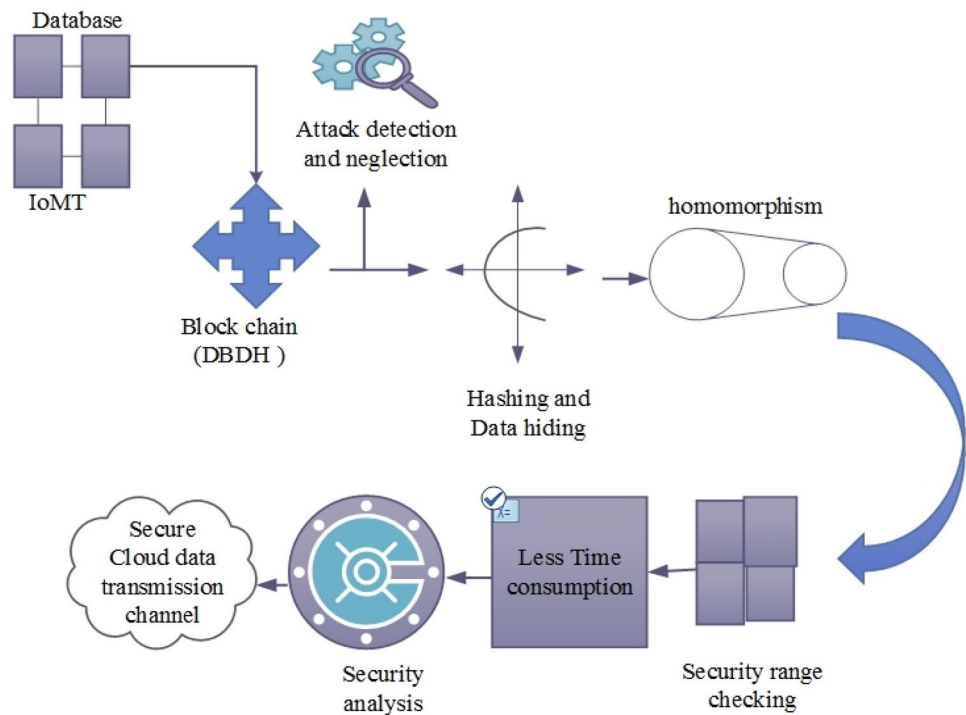 Database
IoMT
Attack detection
and neglection
Block chain
(DBDH )
Hashing and
Data hiding
homomorphism
Secure
Cloud data
transmission
channel
Security
analysis
X=
Less Time
consumption
Security range
checking